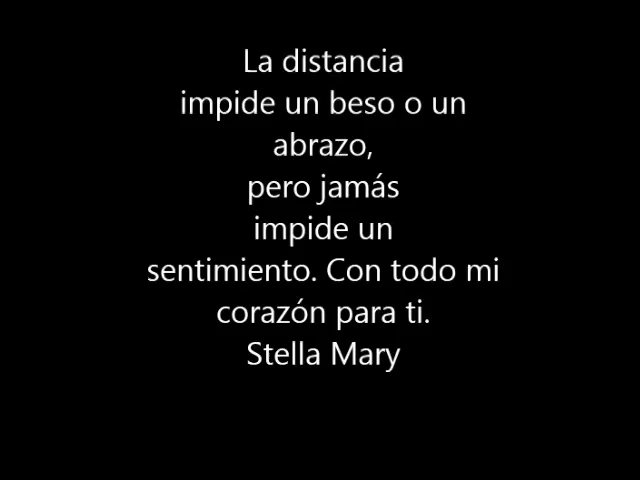 La distancia
impide un beso o un
abrazo,
pero jamás
impide un
sentimiento. Con todo mi
corazón para ti.
Stella Mary